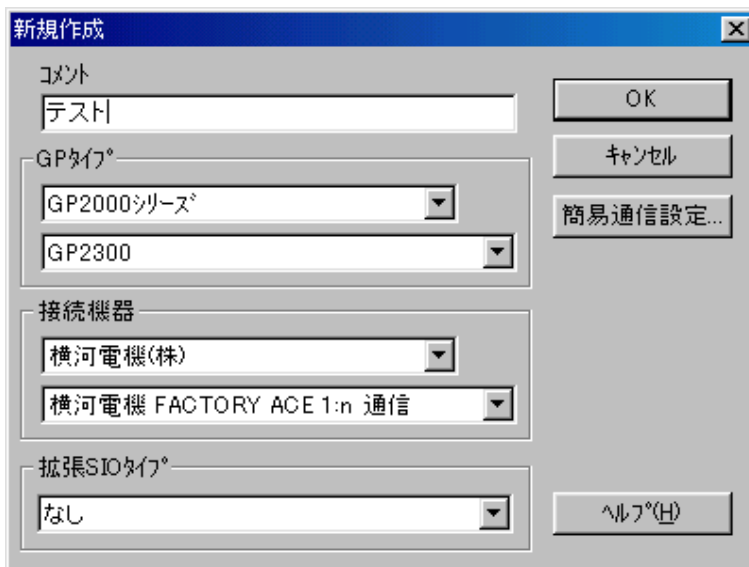 新規作成
コメント
テスト
OK
GPﾀｲﾌﾟ
キャンセル
GP2000ｼﾘｰｽﾞ
簡易通信設定...
GP2300
接続機器
横河電機(株)
横河電機 FACTORY ACE 1:n 通信
拡張SIOﾀｲﾌﾟ
なし
ﾍﾙﾌﾟ(H)